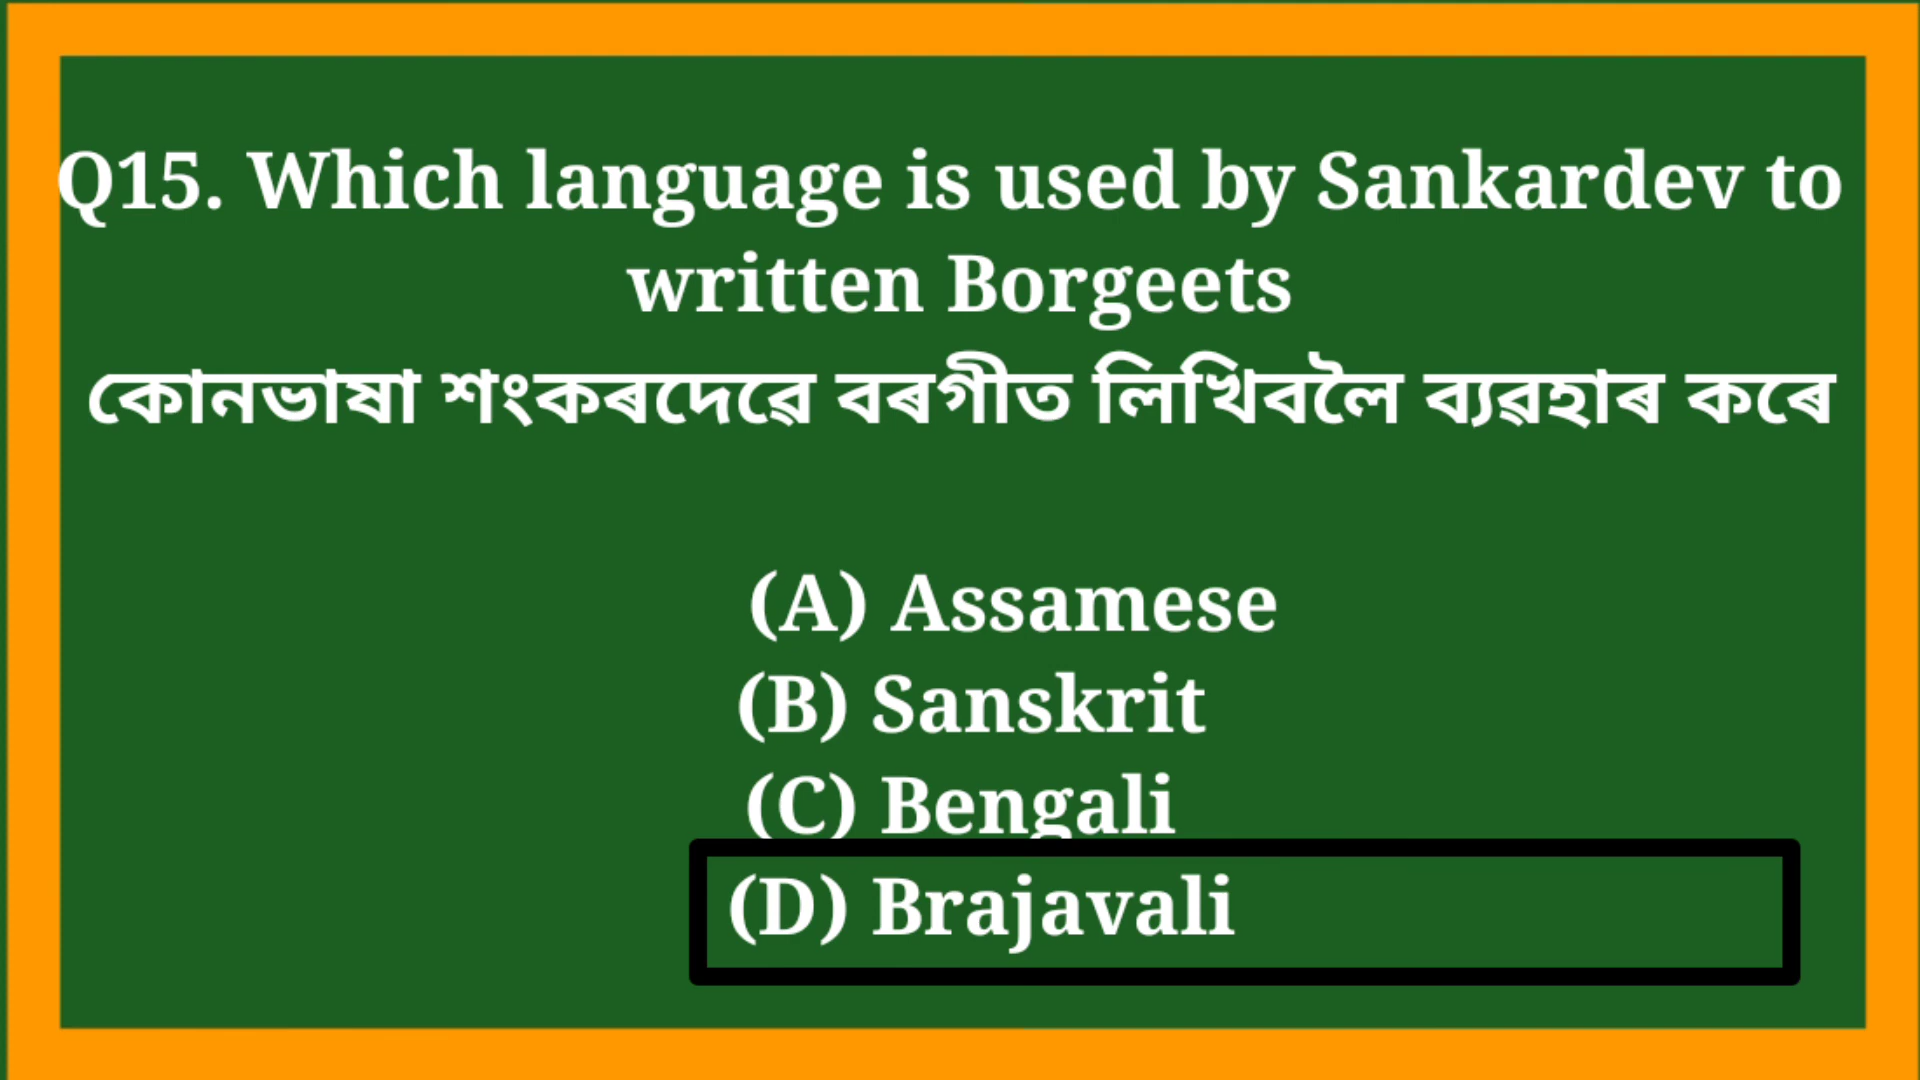 Q15. Which language is used by Sankardev to
written Borgeets
কোনভাষা শংকৰদেৱে বৰগীত লিখিবলৈ ব্যৱহাৰ কৰে
(A) Assamese
(B) Sanskrit
(C) Bengali
(D) Brajavali